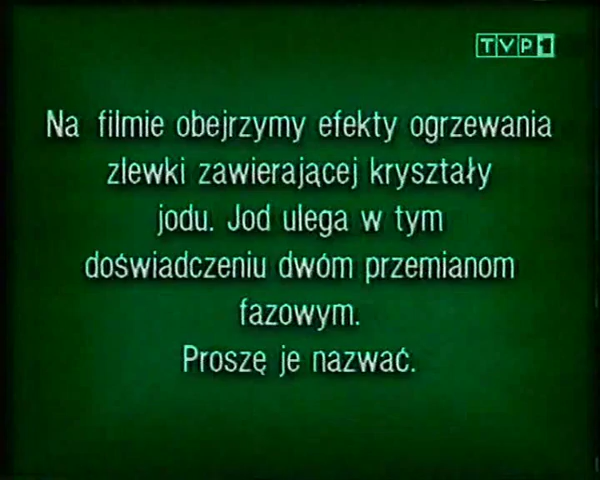 TVP1
Na filmie obejrzymy efekty ogrzewania
zlewki zawierającej kryształy
jodu. Jod ulega w tym
doświadczeniu dwóm przemianom
fazowym.
Proszę je nazwać.